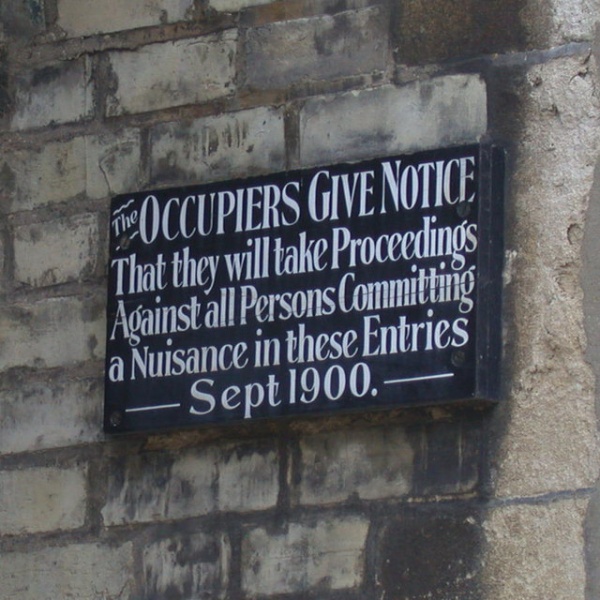 The OCCUPIERS GIVE NOTICE
That they will take Proceedings
Against all Persons Committing
a Nuisance in these Entries
Sept 1900.